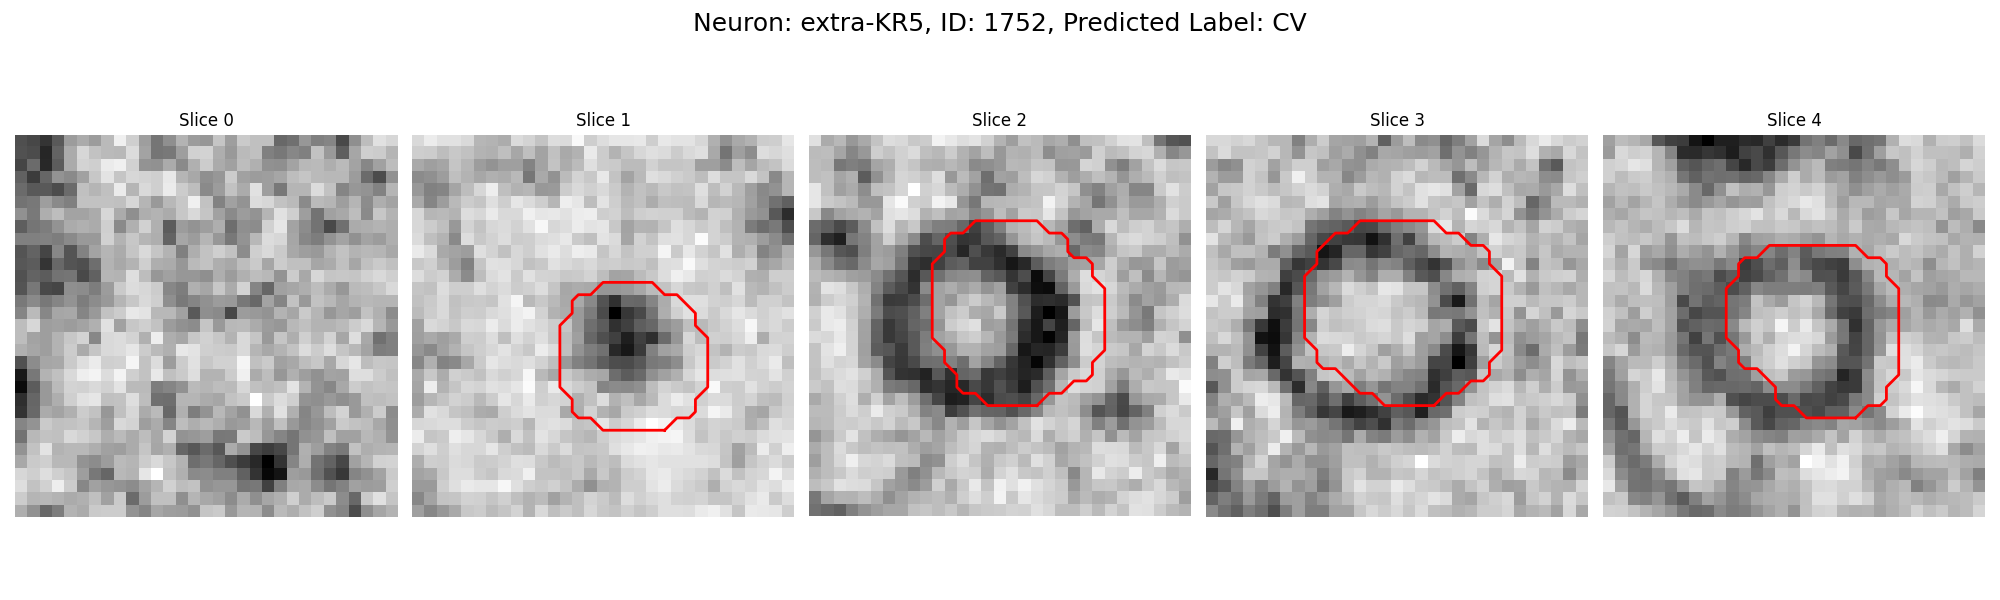 Neuron: extra-KR5, ID: 1752, Predicted Label: CV
Slice 0
Slice 1
Slice 2
Slice 3
Slice 4